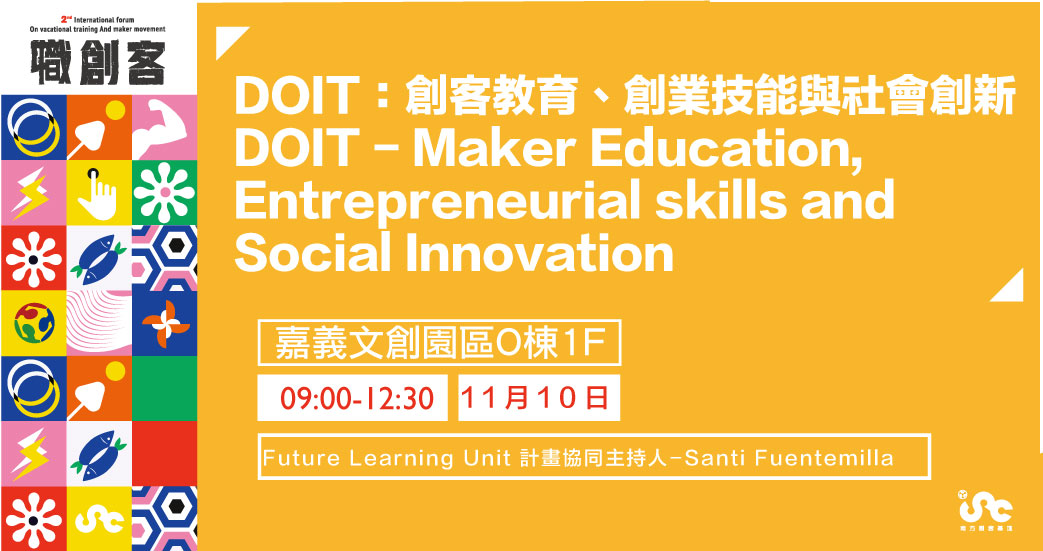 2nd International forum
On vacational training And maker movement
職創客
DOIT：創客教育、創業技能與社會創新
DOIT – Maker Education,
Entrepreneurial skills and
Social Innovation
嘉義文創園區O棟1F
09:00-12:30 11月10日
Future Learning Unit 計畫協同主持人-Santi Fuentemilla